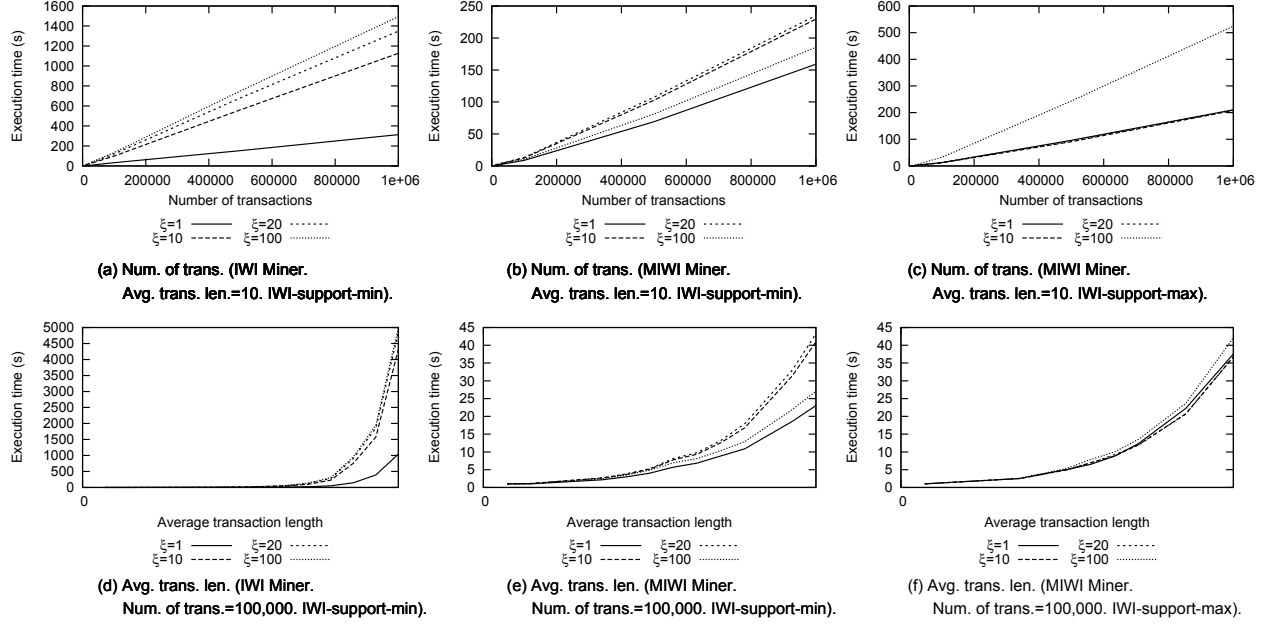 Execution time (s)
1600
1400
1200
1000
800
600
400
200
0
0 200000 400000 600000 800000 1e+06
Number of transactions
ξ=1 ξ=20
ξ=10 ξ=100
(a) Num. of trans. (IWI Miner.
Avg. trans. len.=10. IWI-support-min).
Execution time (s)
250
200
150
100
50
0
0 200000 400000 600000 800000 1e+06
Number of transactions
ξ=1 ξ=20
ξ=10 ξ=100
(b) Num. of trans. (MIWI Miner.
Avg. trans. len.=10. IWI-support-min).
Execution time (s)
600
500
400
300
200
100
0
0 200000 400000 600000 800000 1e+06
Number of transactions
ξ=1 ξ=20
ξ=10 ξ=100
(c) Num. of trans. (MIWI Miner.
Avg. trans. len.=10. IWI-support-max).
Execution time (s)
5000
4500
4000
3500
3000
2500
2000
1500
1000
500
0
0
Average transaction length
ξ=1 ξ=20
ξ=10 ξ=100
(d) Avg. trans. len. (IWI Miner.
Num. of trans.=100,000. IWI-support-min).
Execution time (s)
45
40
35
30
25
20
15
10
5
0
0
Average transaction length
ξ=1 ξ=20
ξ=10 ξ=100
(e) Avg. trans. len. (MIWI Miner.
Num. of trans.=100,000. IWI-support-min).
Execution time (s)
45
40
35
30
25
20
15
10
5
0
0
Average transaction length
ξ=1 ξ=20
ξ=10 ξ=100
(f) Avg. trans. len. (MIWI Miner.
Num. of trans.=100,000. IWI-support-max).